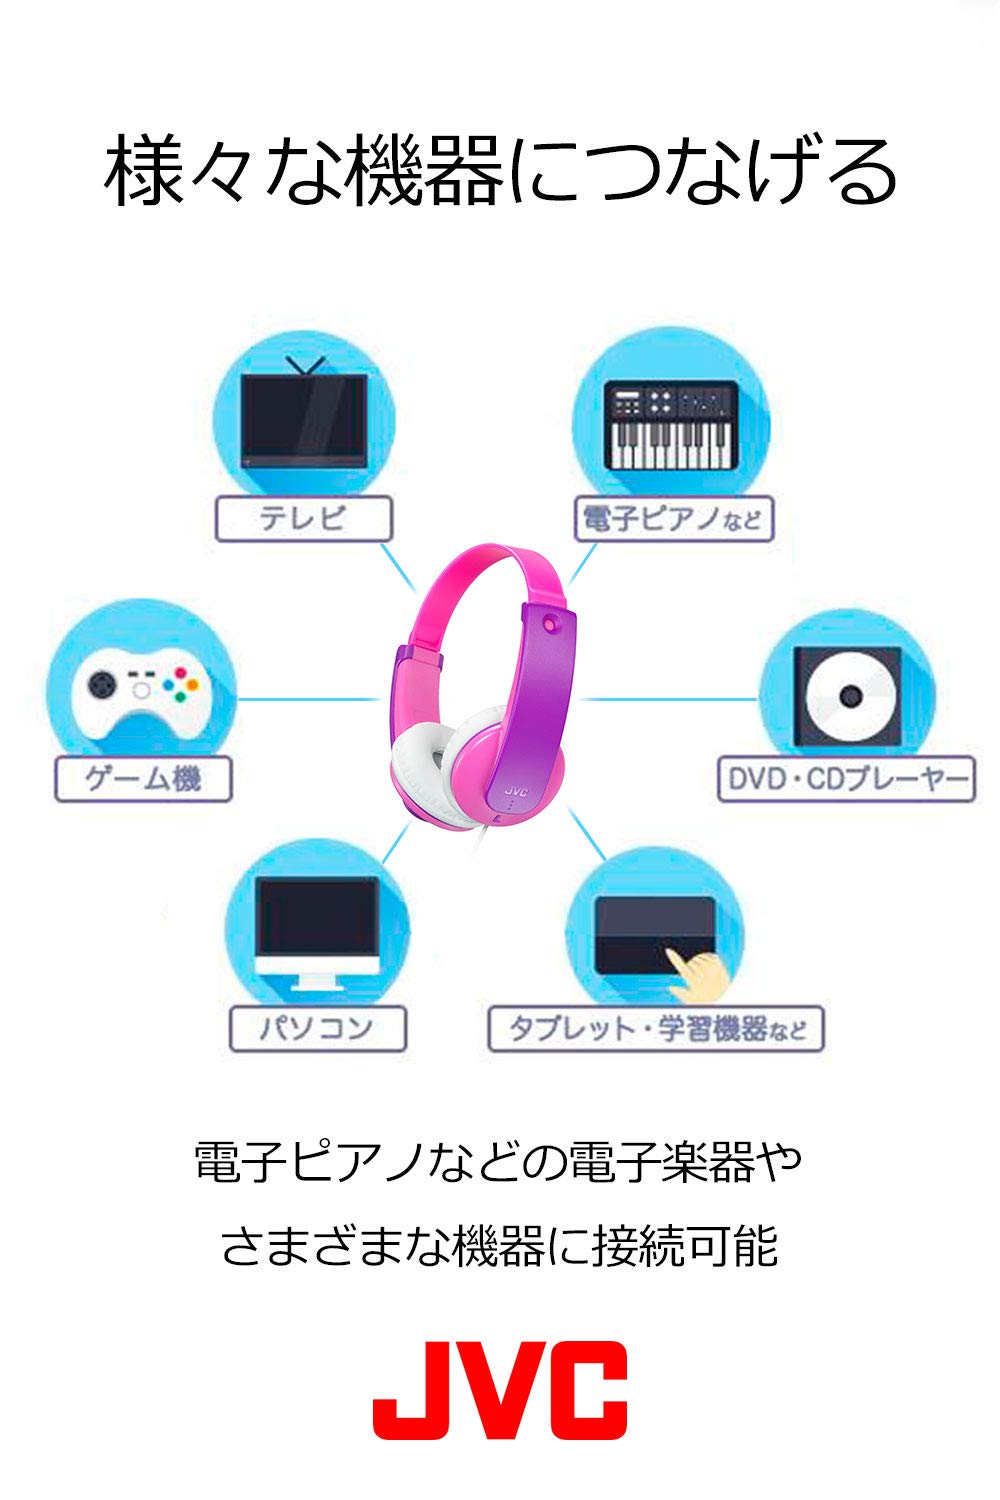 様々な機器につなげる
テレビ
電子ピアノなど
ゲーム機
JVC
DVD・CDプレーヤー
パソコン
タブレット・学習機器など
電子ピアノなどの電子楽器や
さまざまな機器に接続可能
JVC